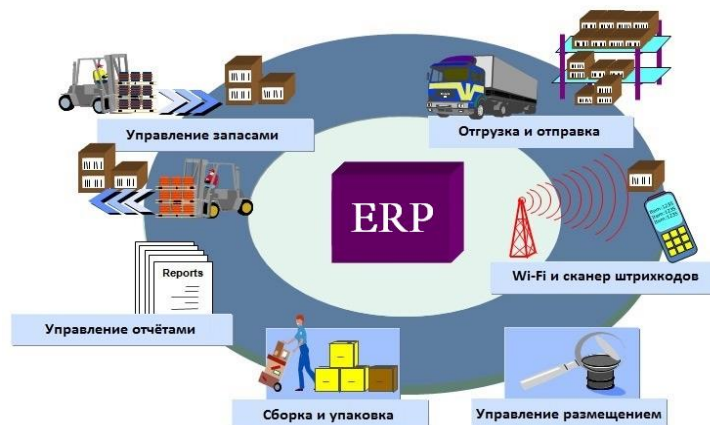 Управление запасами
Отгрузка и отправка
ERP
Reports
Wi-Fi и сканер штрихкодов
Управление отчётами
Сборка и упаковка
Управление размещением